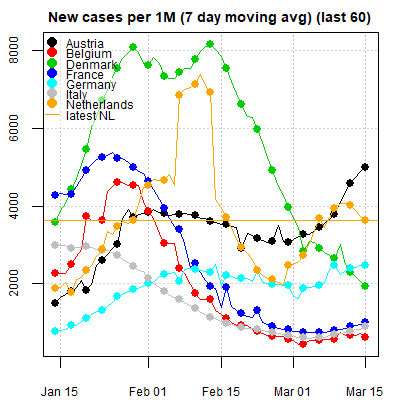 New cases per 1M (7 day moving avg) (last 60)
8000
6000
4000
2000
Austria
Belgium
Denmark
France
Germany
Italy
Netherlands
latest NL
Jan 15
Feb 01
Feb 15
Mar 01
Mar 15